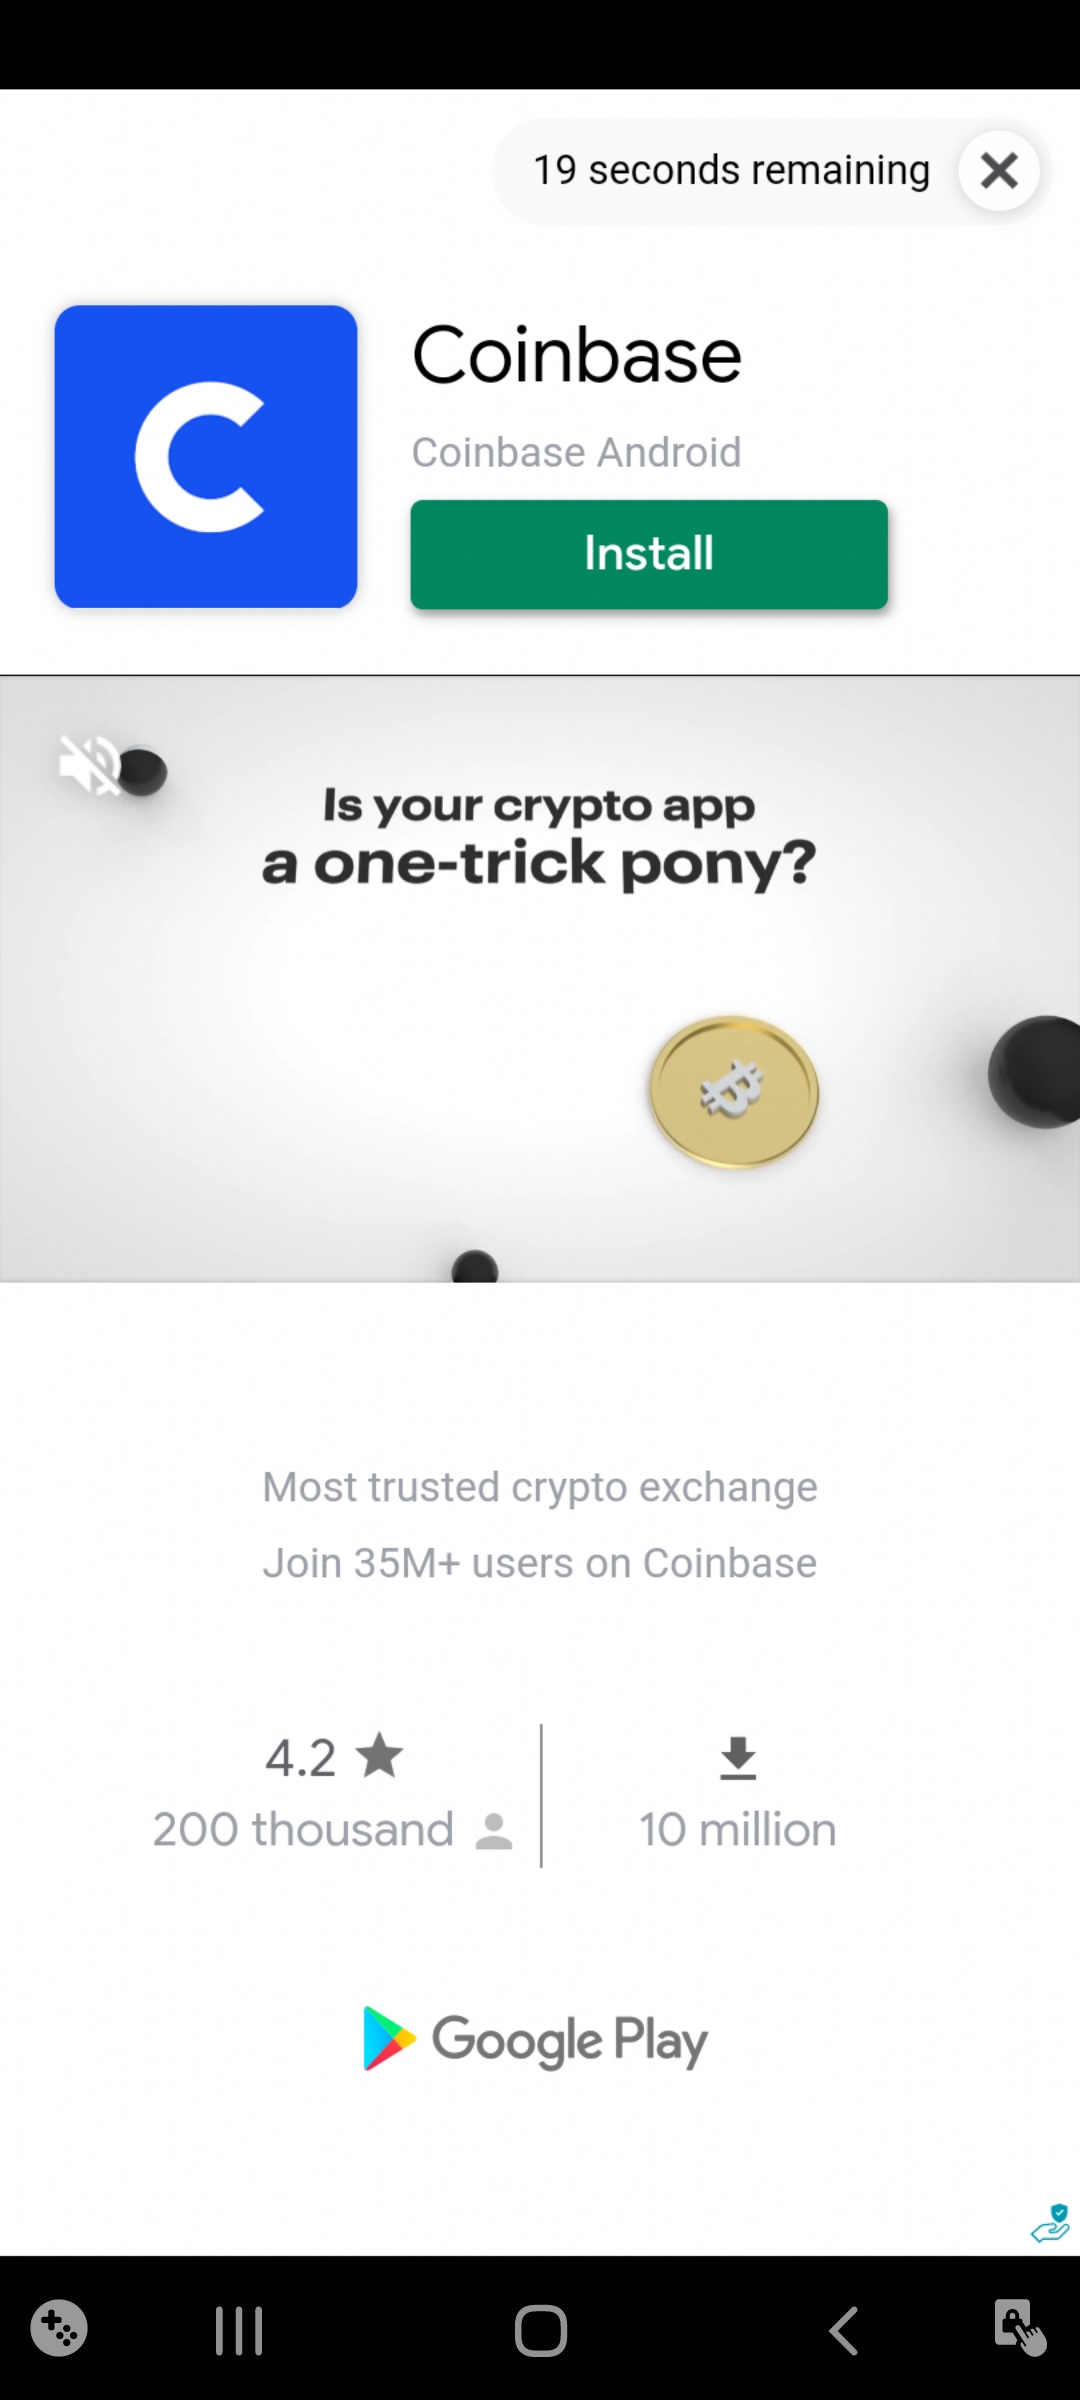 19 seconds remaining
Coinbase
Coinbase Android
Install
Is your crypto app
a one-trick pony?
Most trusted crypto exchange
Join 35M+ users on Coinbase
4.2
200 thousand
10 million
Google Play